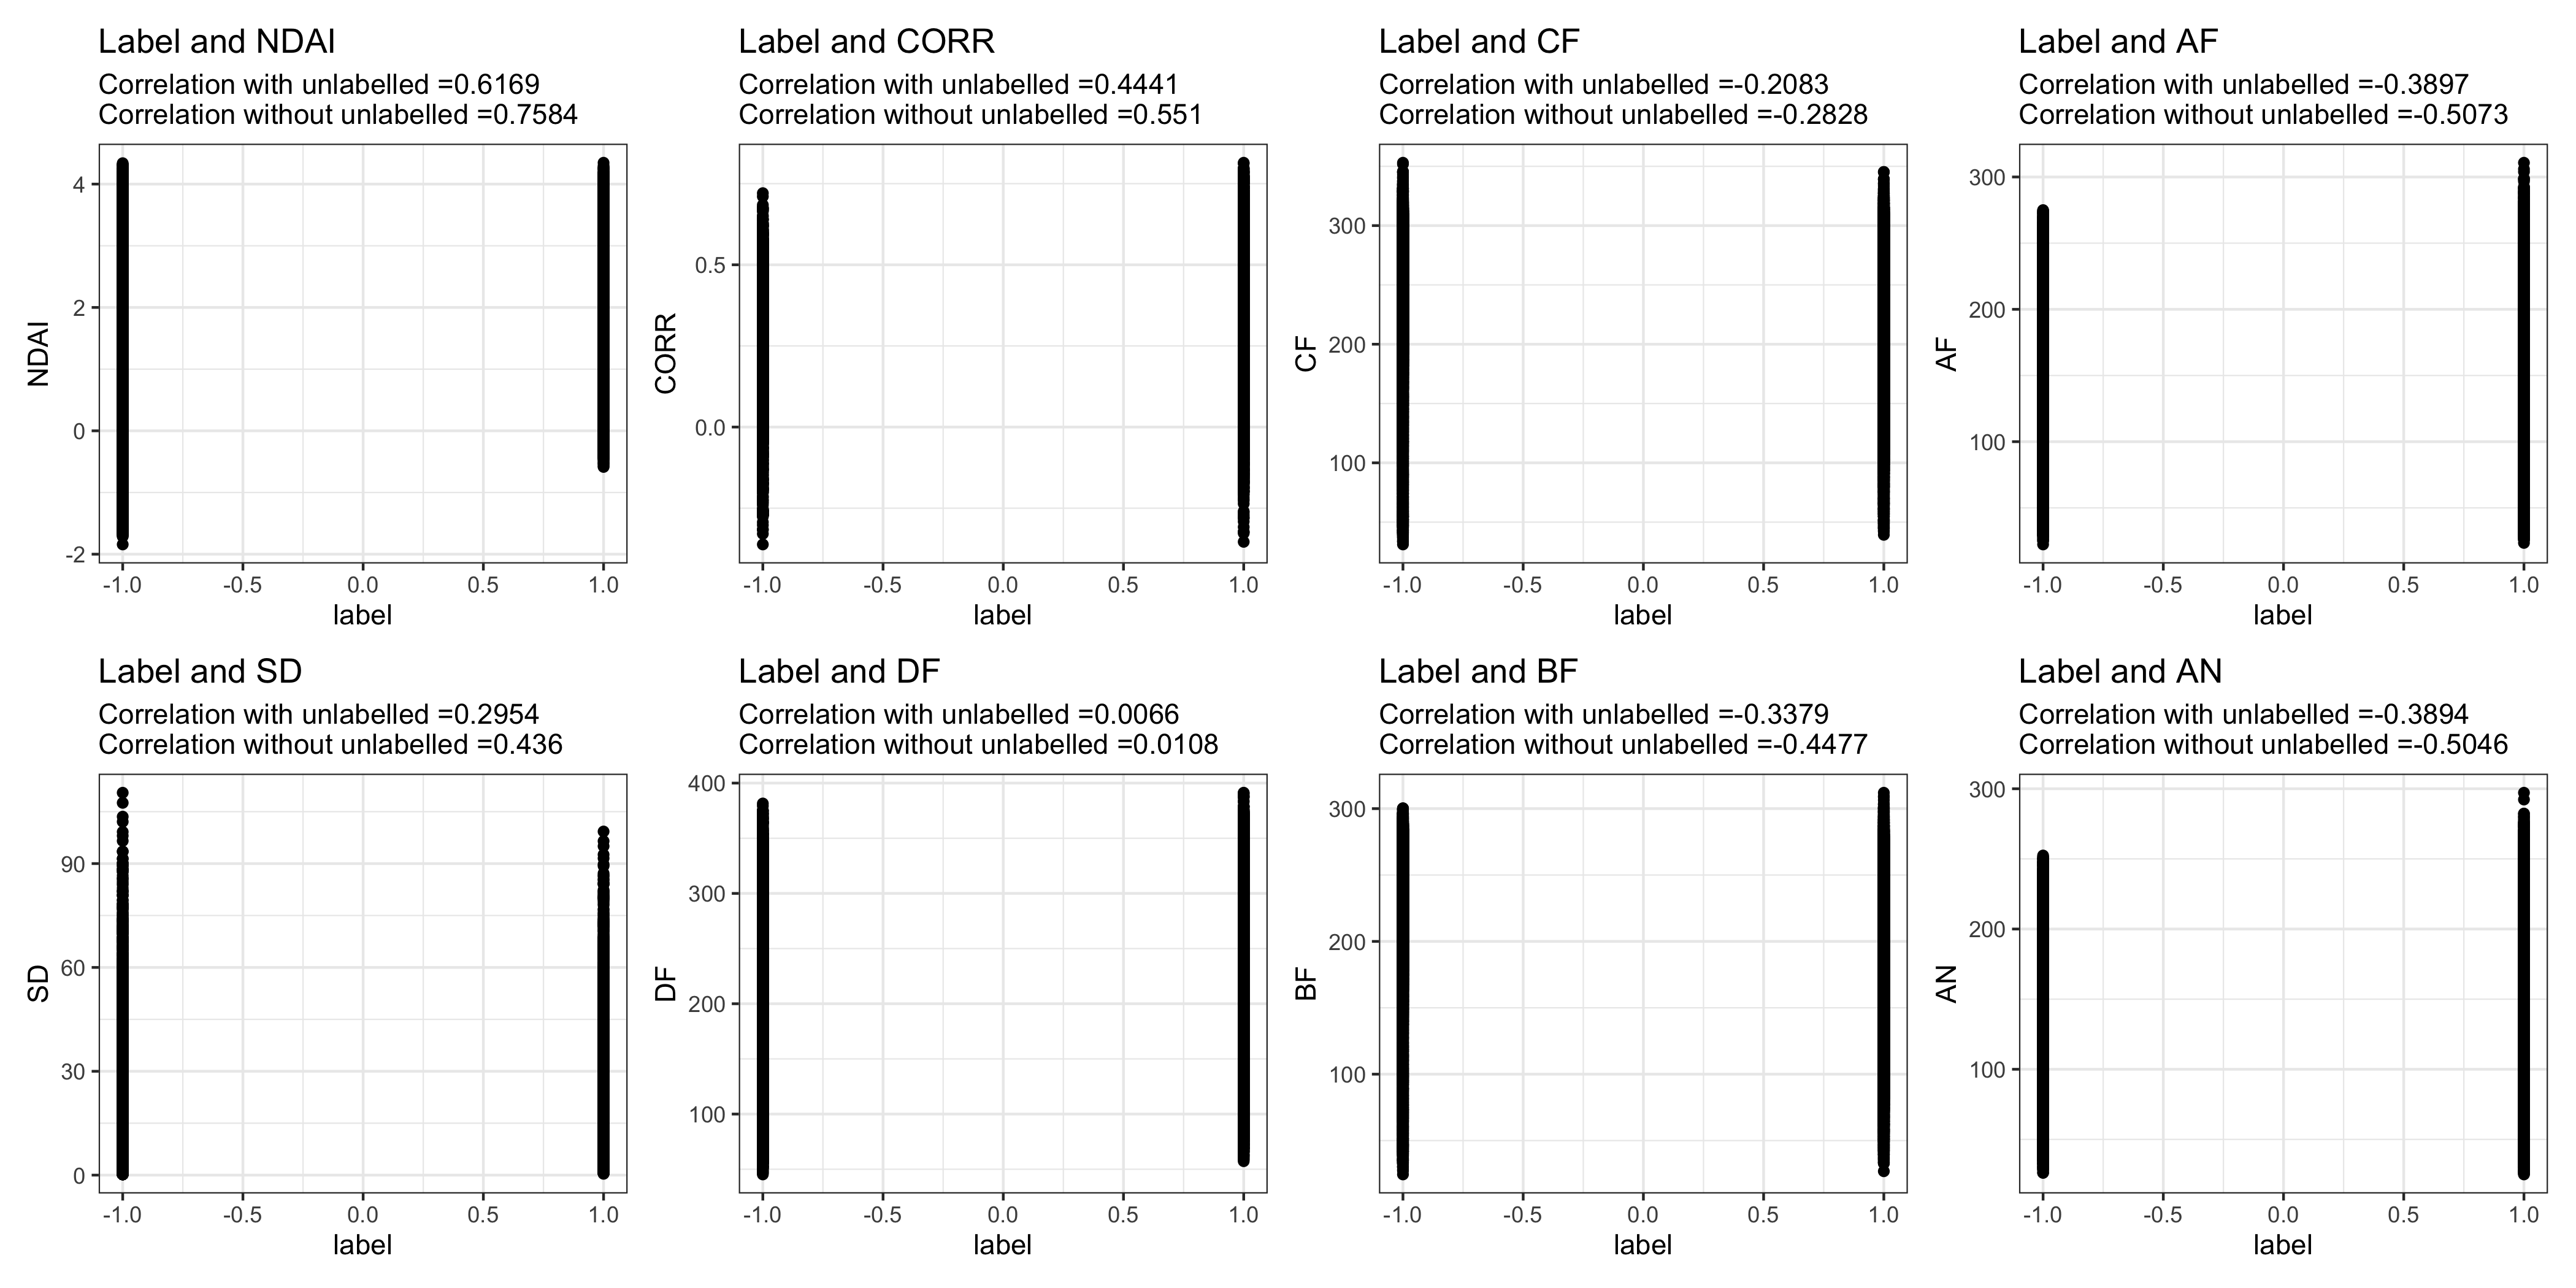 Label and NDAI
Correlation with unlabelled =0.6169
Correlation without unlabelled =0.7584
4
2
0
-2
NDAI
-1.0 -0.5 0.0 0.5 1.0
label
Label and CORR
Correlation with unlabelled =0.4441
Correlation without unlabelled =0.551
0.5
0.0
CORR
-1.0 -0.5 0.0 0.5 1.0
label
Label and CF
Correlation with unlabelled =-0.2083
Correlation without unlabelled =-0.2828
300
200
100
CF
-1.0 -0.5 0.0 0.5 1.0
label
Label and AF
Correlation with unlabelled =-0.3897
Correlation without unlabelled =-0.5073
300
200
100
AF
-1.0 -0.5 0.0 0.5 1.0
label
Label and SD
Correlation with unlabelled =0.2954
Correlation without unlabelled =0.436
90
60
30
0
SD
-1.0 -0.5 0.0 0.5 1.0
label
Label and DF
Correlation with unlabelled =0.0066
Correlation without unlabelled =0.0108
400
300
200
100
DF
-1.0 -0.5 0.0 0.5 1.0
label
Label and BF
Correlation with unlabelled =-0.3379
Correlation without unlabelled =-0.4477
300
200
100
BF
-1.0 -0.5 0.0 0.5 1.0
label
Label and AN
Correlation with unlabelled =-0.3894
Correlation without unlabelled =-0.5046
300
200
100
AN
-1.0 -0.5 0.0 0.5 1.0
label